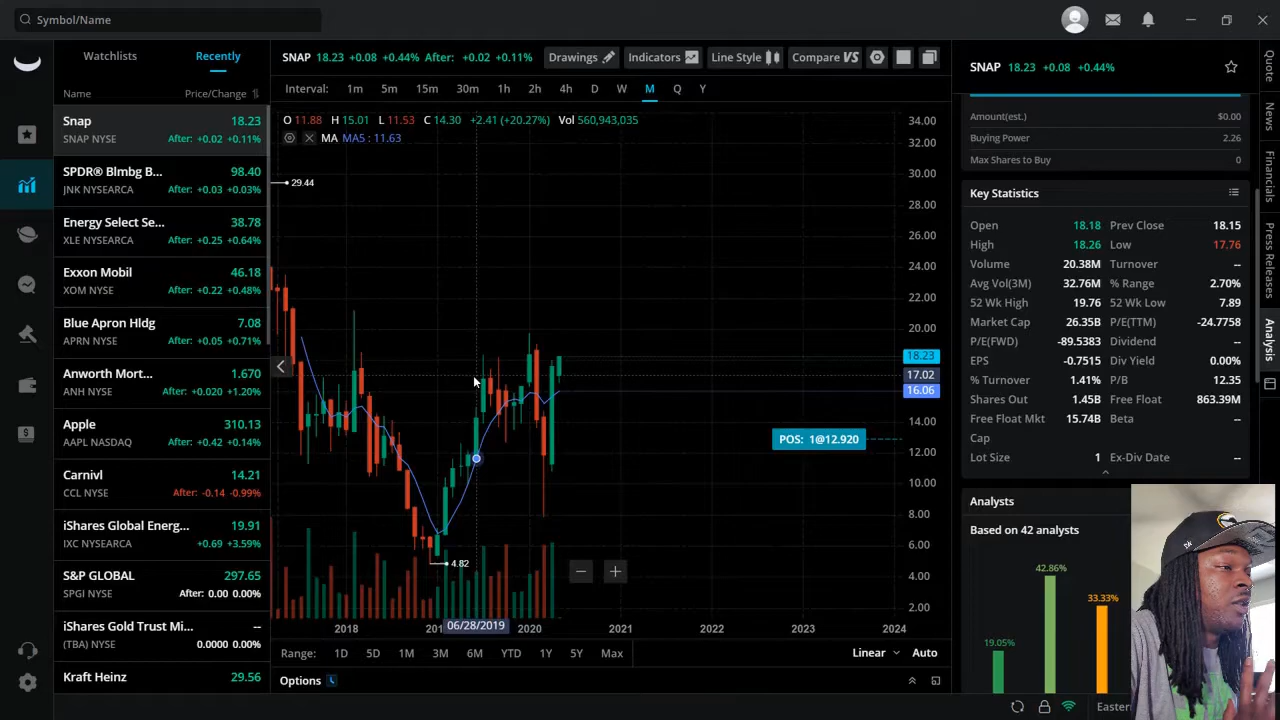 Symbol/Name
Watchlists Recently
Name Price/Change
Snap 18.23
SNAP NYSE After: +0.02 +0.11%
SPDR® Blmbg B... 98.40
JNK NYSEARCA After: +0.03 +0.03%
Energy Select Se... 38.78
XLE NYSEARCA After: +0.25 +0.64%
Exxon Mobil 46.18
XOM NYSE After: +0.22 +0.48%
Blue Apron Hldg 7.08
APRN NYSE After: +0.05 +0.71%
Anworth Mort... 1.670
ANH NYSE After: +0.020 +1.20%
Apple 310.13
AAPL NASDAQ After: +0.42 +0.14%
Carnivl 14.21
CCL NYSE After: -0.14 -0.99%
iShares Global Energ... 19.91
IXC NYSEARCA +0.69 +3.59%
S&P GLOBAL 297.65
SPGI NYSE After: 0.00 0.00%
iShares Gold Trust Mi... --
(TBA) NYSE 0.0000 0.00%
Kraft Heinz 29.56
SNAP 18.23 +0.08 +0.44% After: +0.02 +0.11% Drawings Indicators Line Style Compare VS
Interval: 1m 5m 15m 30m 1h 2h 4h D W M Q Y
O 11.88 H 15.01 L 11.53 C 14.30 +2.41 (+20.27%) Vol 560,943,035
MA MA5 : 11.63
29.44
4.82
POS: 1@12.920
34.00
32.00
30.00
28.00
26.00
24.00
22.00
20.00
18.23
17.02
16.06
14.00
12.00
10.00
8.00
6.00
4.00
2.00
2018 201 06/28/2019 2020 2021 2022 2023 2024
Range: 1D 5D 1M 3M 6M YTD 1Y 5Y Max Linear Auto
Options
SNAP 18.23 +0.08 +0.44%
Amount(est.) $0.00
Buying Power 2.26
Max Shares to Buy 0
Key Statistics
Open 18.18 Prev Close 18.15
High 18.26 Low 17.76
Volume 20.38M Turnover --
Avg Vol(3M) 32.76M % Range 2.70%
52 Wk High 19.76 52 Wk Low 7.89
Market Cap 26.35B P/E(TTM) -24.7758
P/E(FWD) -89.5383 Dividend --
EPS -0.7515 Div Yield 0.00%
% Turnover 1.41% P/B 12.35
Shares Out 1.45B Free Float 863.39M
Free Float Mkt 15.74B Beta --
Cap
Lot Size 1 Ex-Div Date --
Analysts
Based on 42 analysts
42.86%
33.33%
19.05%
Eastern
Quote
News
Financials
Press Releases
Analysis